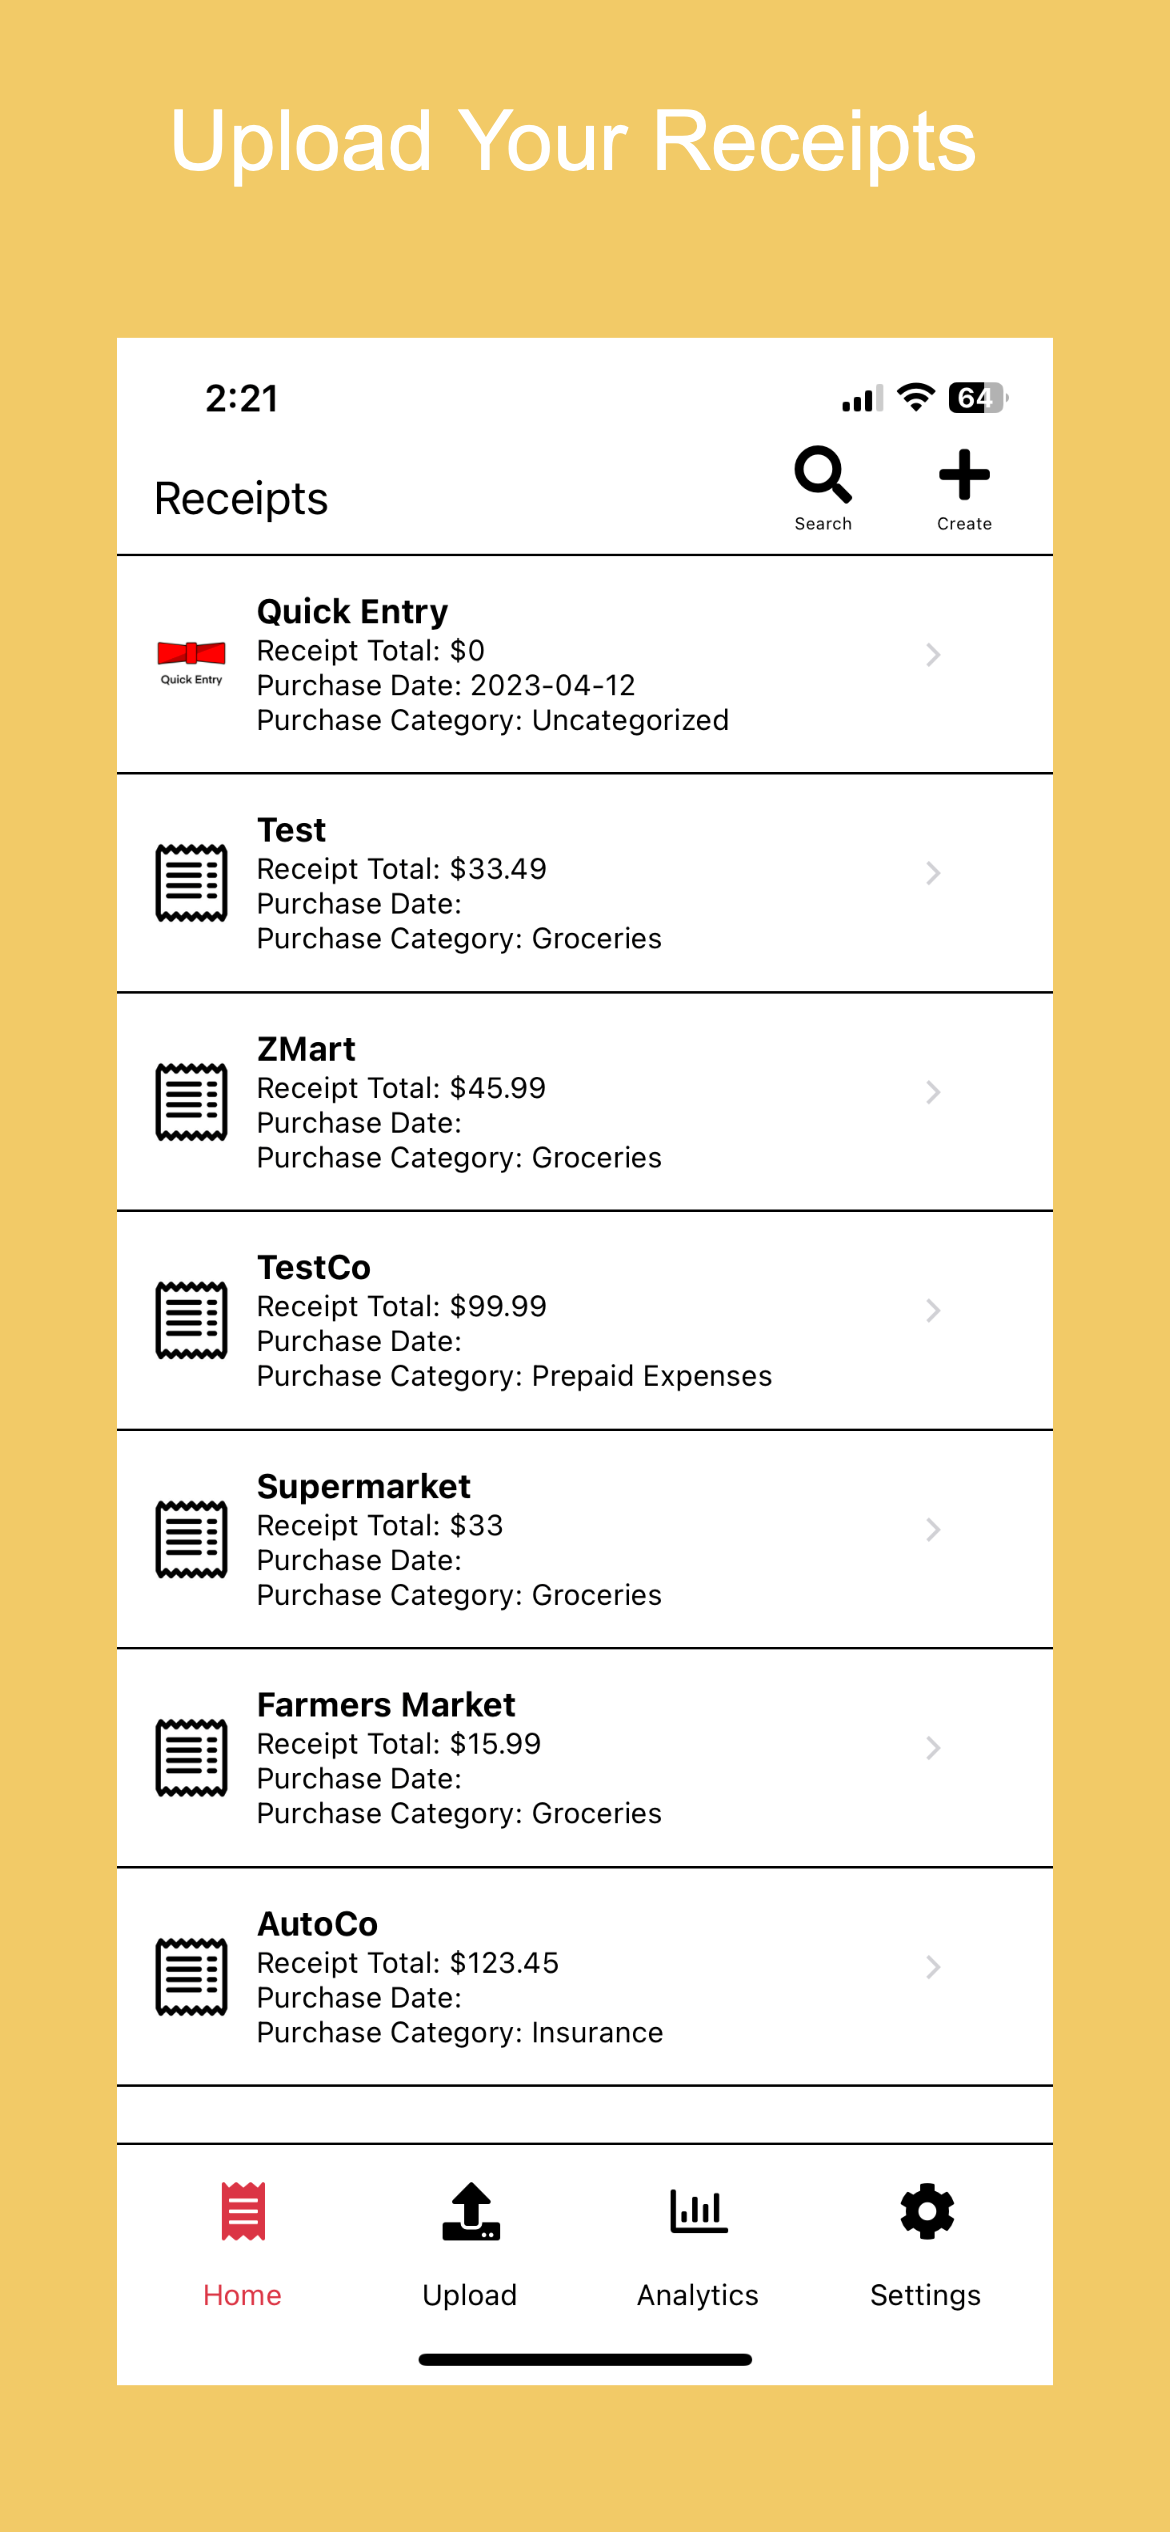 Upload Your Receipts
2:21
64
Receipts
Search
Create
Quick Entry
Receipt Total: $0
Purchase Date: 2023-04-12
Purchase Category: Uncategorized
Quick Entry
Test
Receipt Total: $33.49
Purchase Date:
Purchase Category: Groceries
ZMart
Receipt Total: $45.99
Purchase Date:
Purchase Category: Groceries
TestCo
Receipt Total: $99.99
Purchase Date:
Purchase Category: Prepaid Expenses
Supermarket
Receipt Total: $33
Purchase Date:
Purchase Category: Groceries
Farmers Market
Receipt Total: $15.99
Purchase Date:
Purchase Category: Groceries
AutoCo
Receipt Total: $123.45
Purchase Date:
Purchase Category: Insurance
Home
Upload
Analytics
Settings